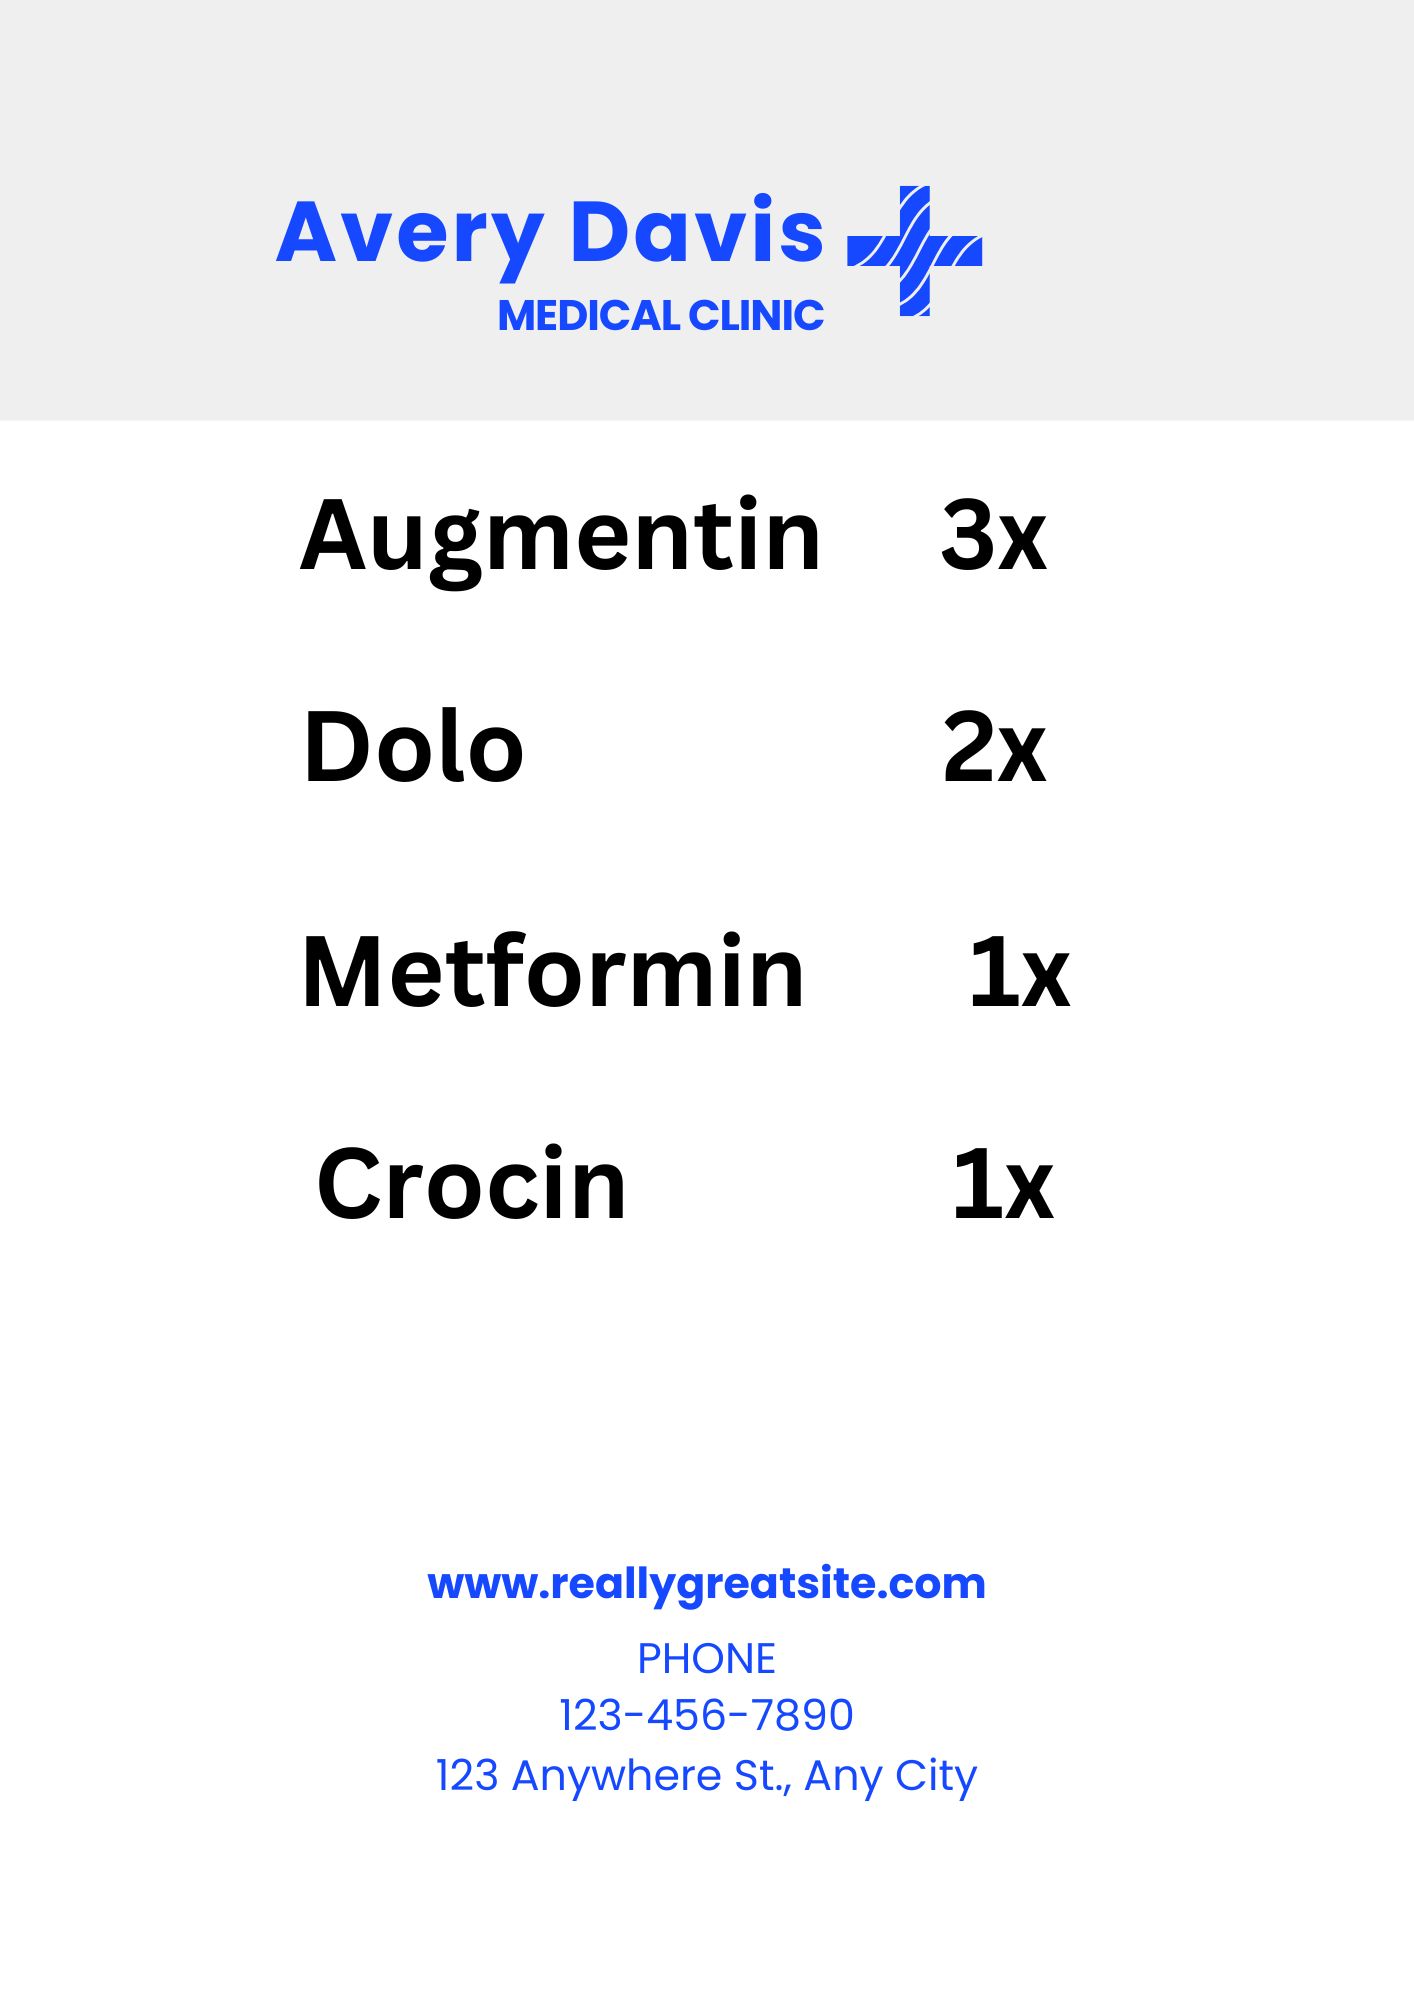 Avery Davis
MEDICAL CLINIC
Augmentin 3x
Dolo 2x
Metformin 1x
Crocin 1x
www.reallygreatsite.com
PHONE
123-456-7890
123 Anywhere St., Any City